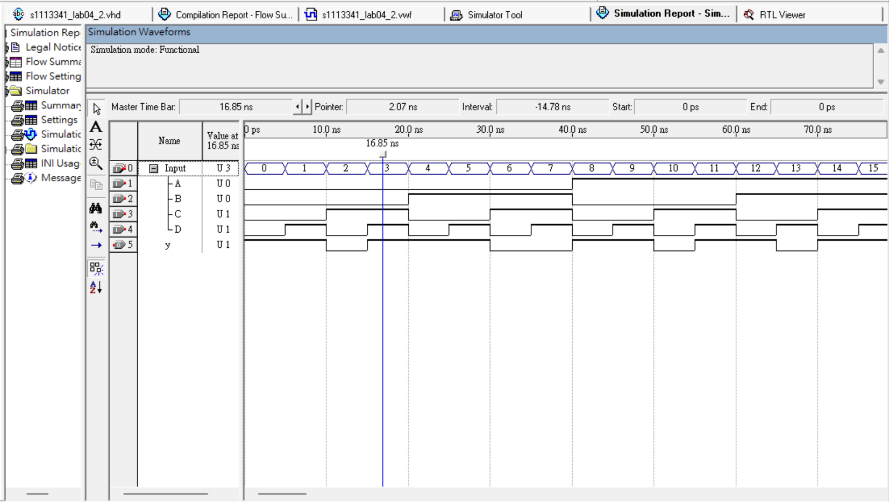 s1113341_lab04_2.vhd
Compilation Report - Flow Su...
s1113341_lab04_2.vwf
Simulator Tool
Simulation Report - Sim...
RTL Viewer
Simulation Rep
Legal Notice
Flow Summa
Flow Setting
Simulator
Summary
Settings
Simulatic
Simulatic
INI Usag
Message
Simulation Waveforms
Simulation mode: Functional
Master Time Bar: 16.85 ns Pointer: 2.07 ns Interval: -14.78 ns Start: 0 ps End: 0 ps
A
Name Value at 16.85 ns
0 ps 10.0 ns 20.0 ns 30.0 ns 40.0 ns 50.0 ns 60.0 ns 70.0 ns
16.85 ns
0 Input U 3 0 1 2 3 4 5 6 7 8 9 10 11 12 13 14 15
1 A U 0
2 B U 0
3 C U 1
4 D U 1
5 y U 1